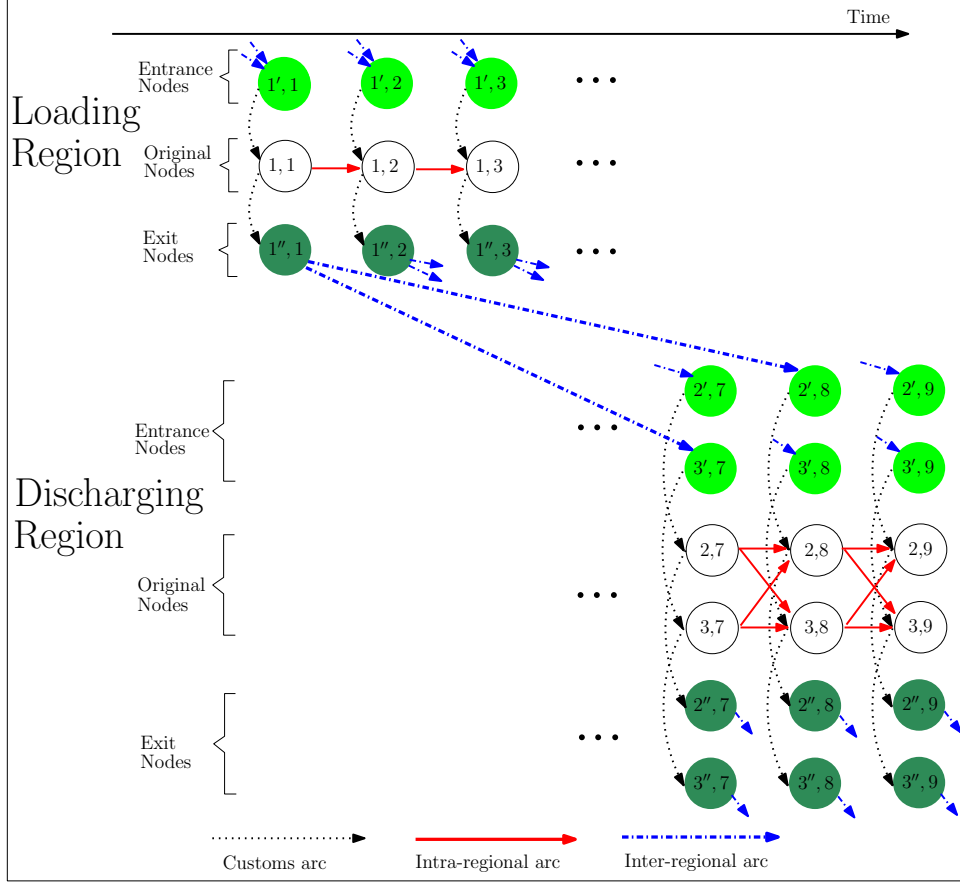 Time
Entrance
Nodes
1′, 1
1′, 2
1′, 3
Loading
Region
Original
Nodes
1, 1
1, 2
1, 3
Exit
Nodes
1′′, 1
1′′, 2
1′′, 3
2′, 7
2′, 8
2′, 9
Entrance
Nodes
3′, 7
3′, 8
3′, 9
Discharging
Region
2,7
2,8
2,9
Original
Nodes
3,7
3,8
3,9
2′′, 7
2′′, 8
2′′, 9
Exit
Nodes
3′′, 7
3′′, 8
3′′, 9
Customs arc
Intra-regional arc
Inter-regional arc